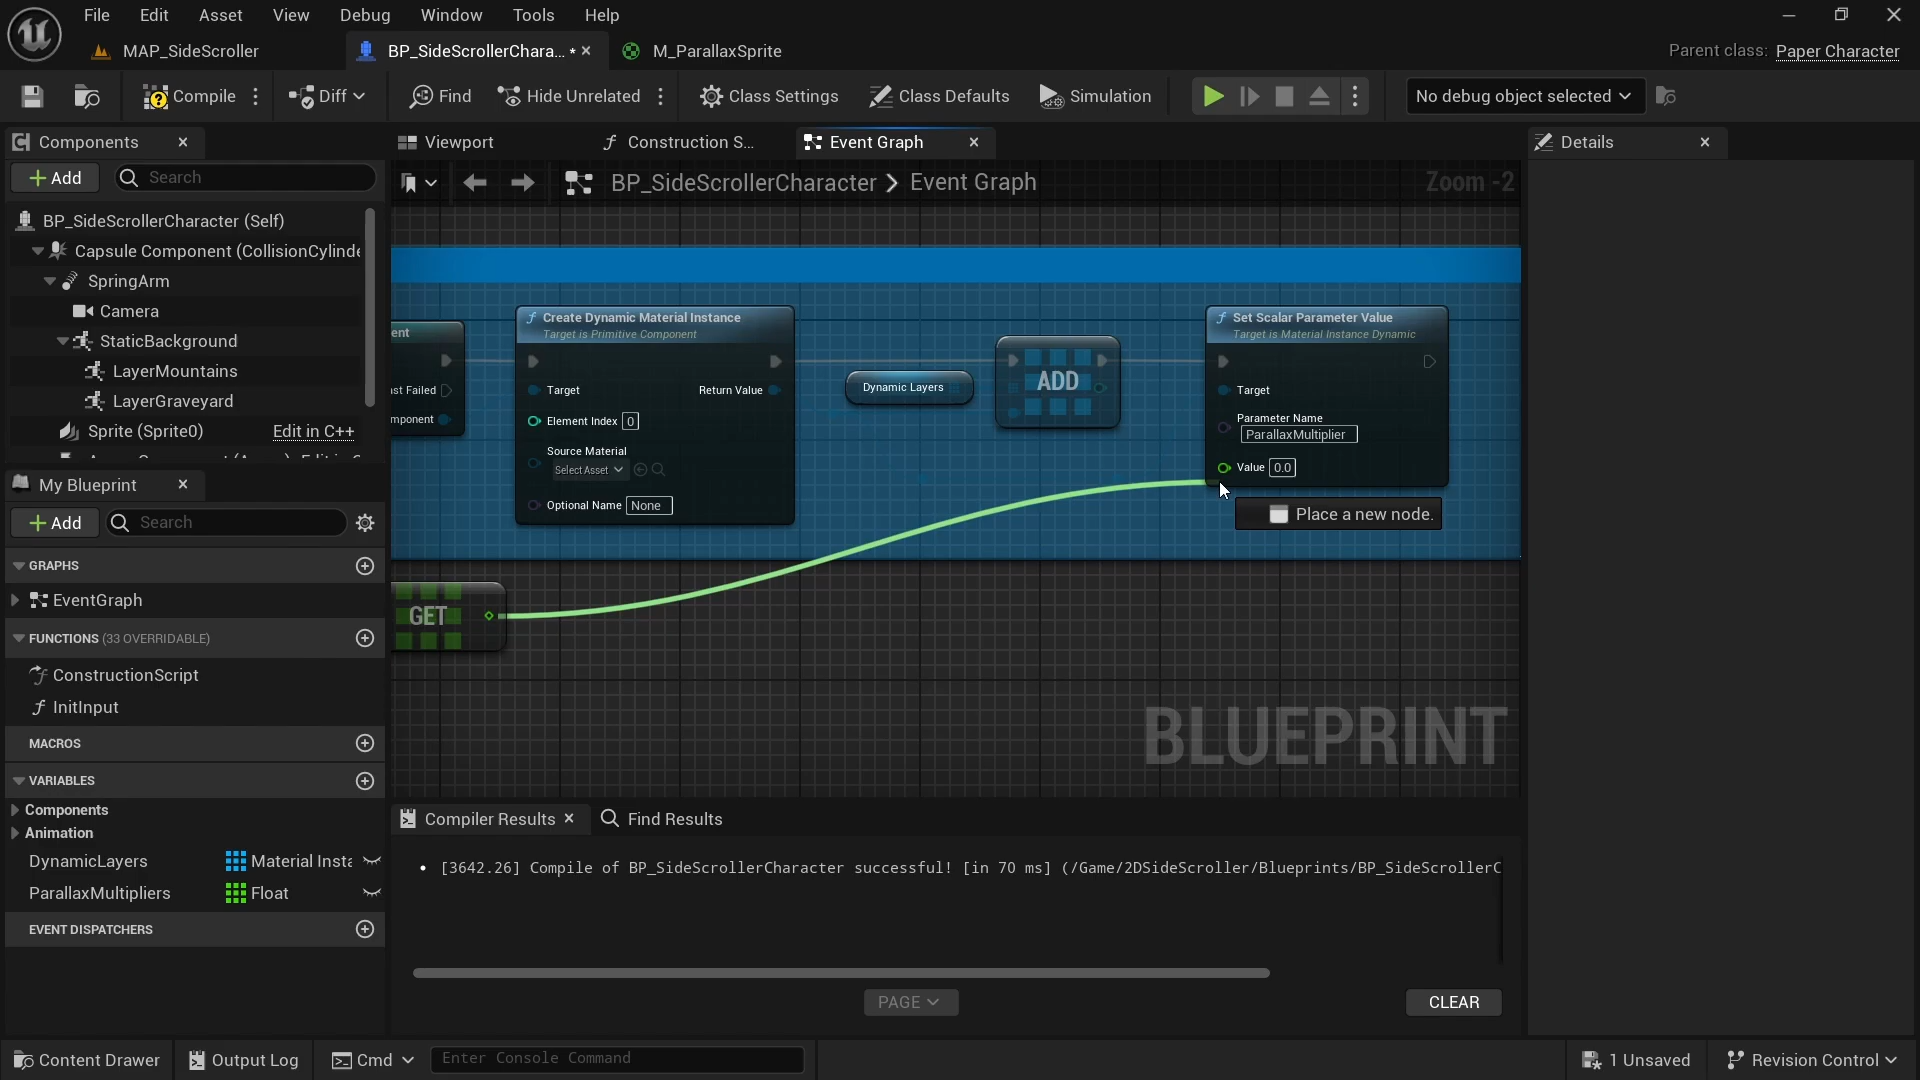 File Edit Asset View Debug Window Tools Help
MAP_SideScroller BP_SideScrollerChara... * M_ParallaxSprite Parent class: Paper Character
Compile Diff Find Hide Unrelated Class Settings Class Defaults Simulation No debug object selected
Components Viewport Construction S... Event Graph Details
Add Search BP_SideScrollerCharacter > Event Graph Zoom -2
BP_SideScrollerCharacter (Self)
Capsule Component (CollisionCylinde
SpringArm
Camera
StaticBackground
LayerMountains
LayerGraveyard
Sprite (Sprite0) Edit in C++
ent
ast Failed
mponent
Create Dynamic Material Instance
Target is Primitive Component
Target Return Value
Element Index 0
Source Material
Select Asset
Optional Name None
Dynamic Layers
ADD
Set Scalar Parameter Value
Target is Material Instance Dynamic
Target
Parameter Name
ParallaxMultiplier
Value 0.0
Place a new node.
GET
BLUEPRINT
My Blueprint
Add Search
GRAPHS
EventGraph
FUNCTIONS (33 OVERRIDABLE)
ConstructionScript
InitInput
MACROS
VARIABLES
Components
Animation
DynamicLayers Material Insta
ParallaxMultipliers Float
EVENT DISPATCHERS
Compiler Results Find Results
[3642.26] Compile of BP_SideScrollerCharacter successful! [in 70 ms] (/Game/2DSideScroller/Blueprints/BP_SideScrollerC
PAGE CLEAR
Content Drawer Output Log Cmd Enter Console Command 1 Unsaved Revision Control